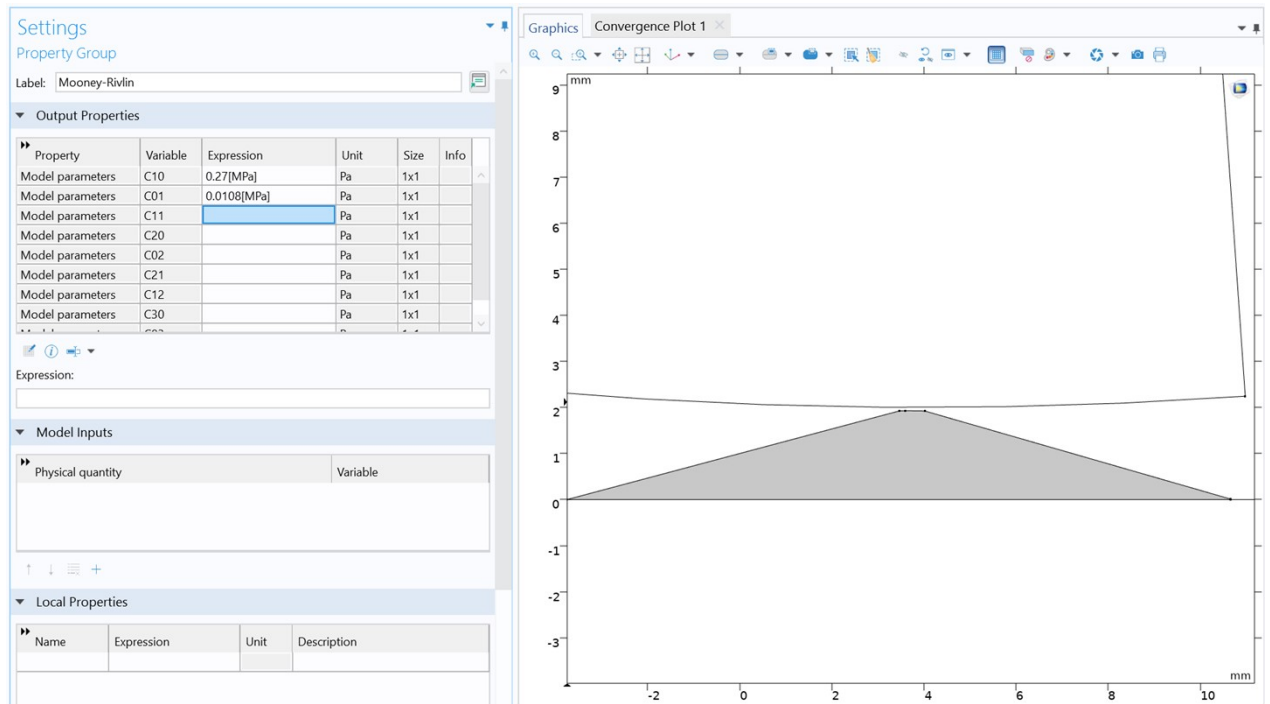 Settings
Property Group
Label: Mooney-Rivlin
Output Properties
Property Variable Expression Unit Size Info
Model parameters C10 0.27[MPa] Pa 1x1
Model parameters C01 0.0108[MPa] Pa 1x1
Model parameters C11 Pa 1x1
Model parameters C20 Pa 1x1
Model parameters C02 Pa 1x1
Model parameters C21 Pa 1x1
Model parameters C12 Pa 1x1
Model parameters C30 Pa 1x1
Expression:
Model Inputs
Physical quantity Variable
Local Properties
Name Expression Unit Description
Graphics Convergence Plot 1
mm
9
8
7
6
5
4
3
2
1
0
-1
-2
-3
mm
-2 0 2 4 6 8 10